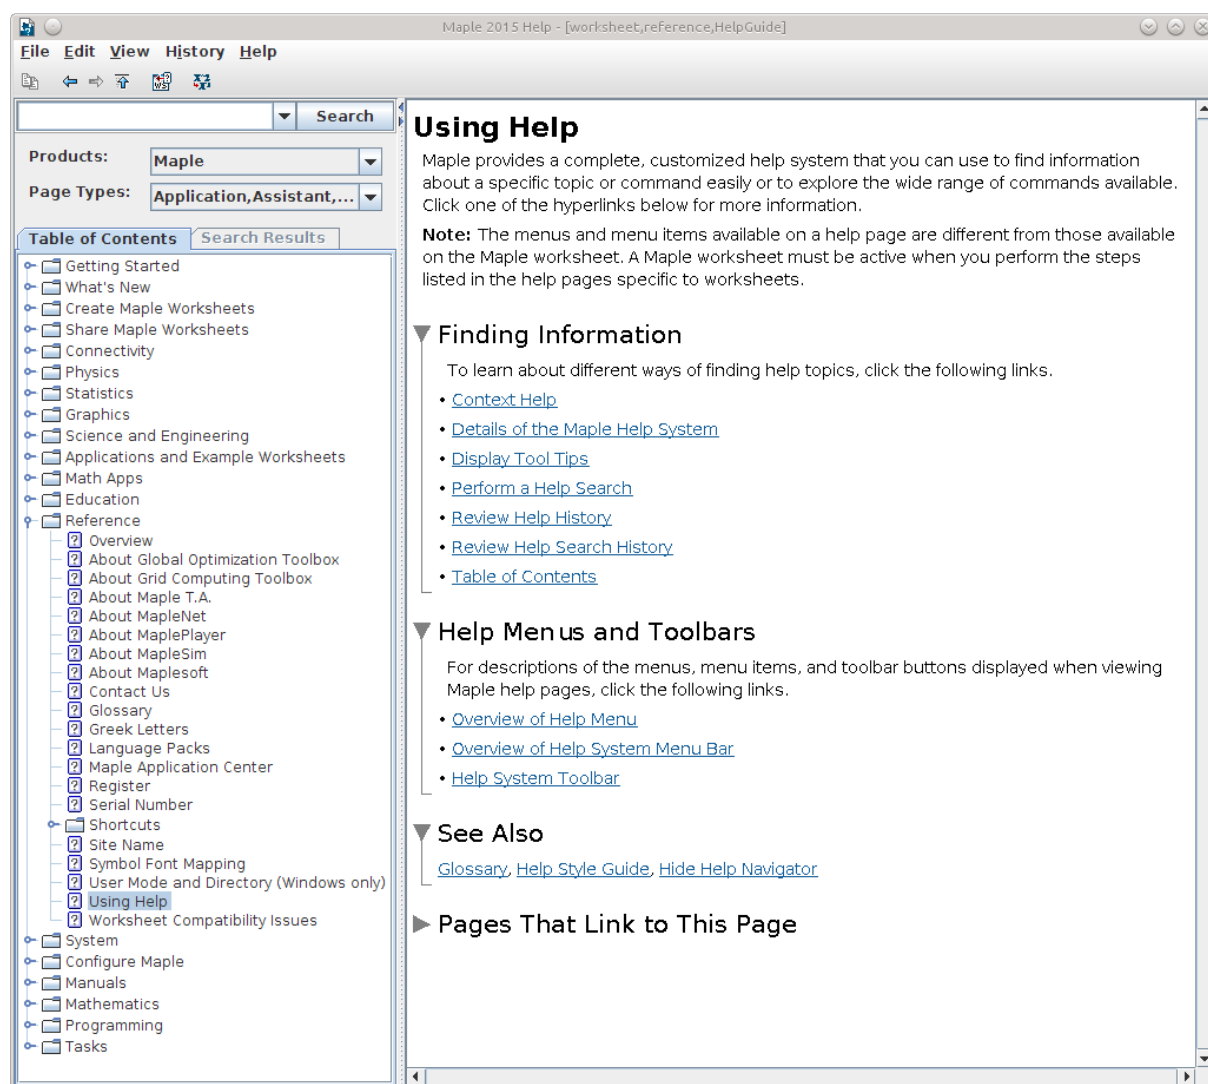 Maple 2015 Help - [worksheet,reference,HelpGuide]
File Edit View History Help
Search
Products: Maple
Page Types: Application,Assistant,...
Table of Contents Search Results
Getting Started
What's New
Create Maple Worksheets
Share Maple Worksheets
Connectivity
Physics
Statistics
Graphics
Science and Engineering
Applications and Example Worksheets
Math Apps
Education
Reference
Overview
About Global Optimization Toolbox
About Grid Computing Toolbox
About Maple T.A.
About MapleNet
About MaplePlayer
About MapleSim
About Maplesoft
Contact Us
Glossary
Greek Letters
Language Packs
Maple Application Center
Register
Serial Number
Shortcuts
Site Name
Symbol Font Mapping
User Mode and Directory (Windows only)
Using Help
Worksheet Compatibility Issues
System
Configure Maple
Manuals
Mathematics
Programming
Tasks
Using Help
Maple provides a complete, customized help system that you can use to find information
about a specific topic or command easily or to explore the wide range of commands available.
Click one of the hyperlinks below for more information.
Note: The menus and menu items available on a help page are different from those available
on the Maple worksheet. A Maple worksheet must be active when you perform the steps
listed in the help pages specific to worksheets.
Finding Information
To learn about different ways of finding help topics, click the following links.
• Context Help
• Details of the Maple Help System
• Display Tool Tips
• Perform a Help Search
• Review Help History
• Review Help Search History
• Table of Contents
Help Menus and Toolbars
For descriptions of the menus, menu items, and toolbar buttons displayed when viewing
Maple help pages, click the following links.
• Overview of Help Menu
• Overview of Help System Menu Bar
• Help System Toolbar
See Also
Glossary, Help Style Guide, Hide Help Navigator
Pages That Link to This Page